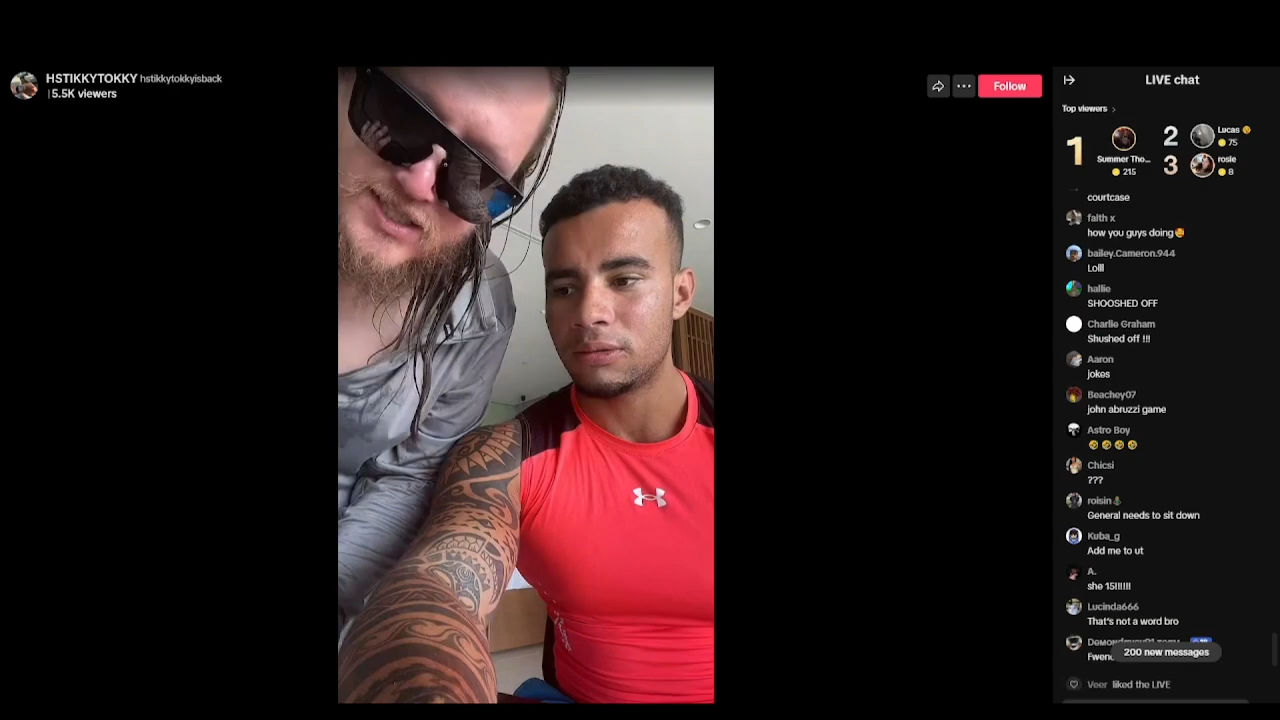 HSTIKKYTOKKY hstikkytokkyisback
5.5K viewers
Follow
LIVE chat
Top viewers
1
Summer Tho...
215
2
Lucas
75
3
rosie
8
courtcase
faith x
how you guys doing🥰
bailey.Cameron.944
Lolll
hallie
SHOOSHED OFF
Charlie Graham
Shushed off !!!
Aaron
jokes
Beachey07
john abruzzi game
Astro Boy
🤣🤣🤣🤣
Chicsi
???
roisin
General needs to sit down
Kuba_g
Add me to ut
A.
she 15!!!!!!
Lucinda666
That's not a word bro
200 new messages
Veer liked the LIVE